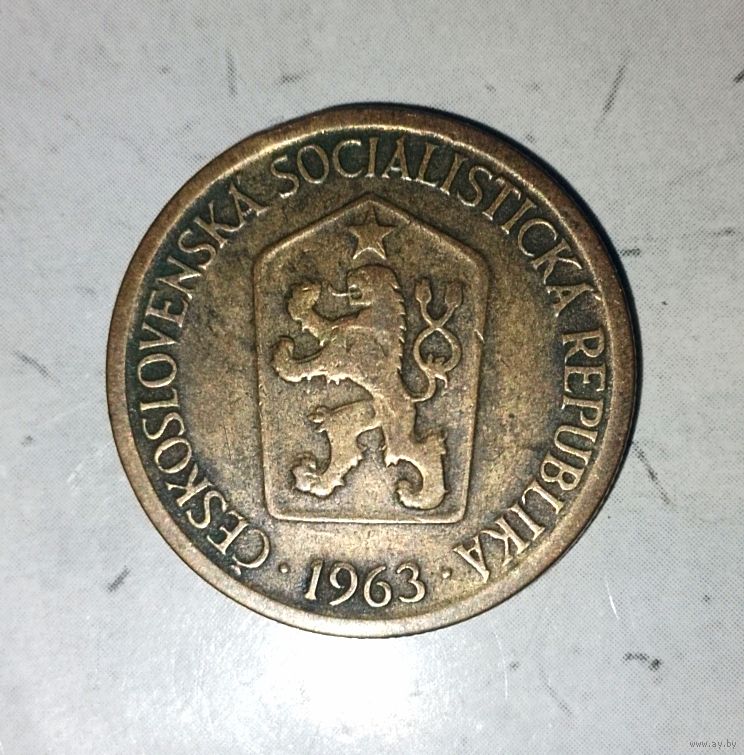 ČESKOSLOVENSKÁ SOCIALISTICKÁ REPUBLIKA
· 1963 ·
www.ay.by